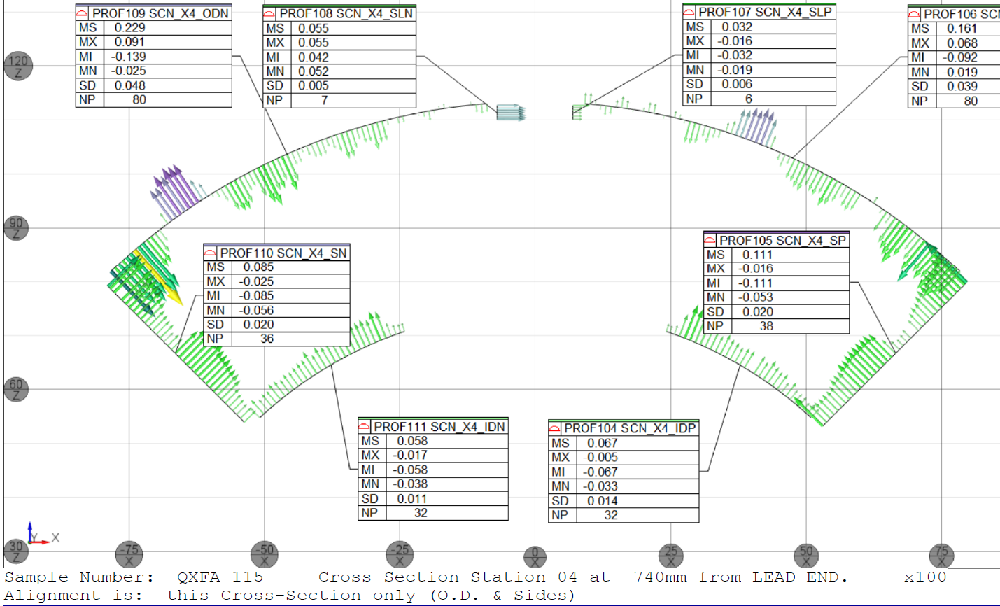 PROF109 SCN_X4_ODN
MS 0.229
MX 0.091
MI -0.139
MN -0.025
SD 0.048
NP 80
PROF108 SCN_X4_SLN
MS 0.055
MX 0.055
MI 0.042
MN 0.052
SD 0.005
NP 7
PROF107 SCN_X4_SLP
MS 0.032
MX -0.016
MI -0.032
MN -0.019
SD 0.006
NP 6
PROF106 SCN
MS 0.161
MX 0.068
MI -0.092
MN -0.019
SD 0.039
NP 80
120
Z
90
Z
PROF110 SCN_X4_SN
MS 0.085
MX -0.025
MI -0.085
MN -0.056
SD 0.020
NP 36
PROF105 SCN_X4_SP
MS 0.111
MX -0.016
MI -0.111
MN -0.053
SD 0.020
NP 38
60
Z
PROF111 SCN_X4_IDN
MS 0.058
MX -0.017
MI -0.058
MN -0.038
SD 0.011
NP 32
PROF104 SCN_X4_IDP
MS 0.067
MX -0.005
MI -0.067
MN -0.033
SD 0.014
NP 32
Y X
30
Z
-75
X
-50
X
-25
X
0
X
25
X
50
X
75
X
Sample Number: QXFA 115 Cross Section Station 04 at -740mm from LEAD END. x100
Alignment is: this Cross-Section only (O.D. & Sides)